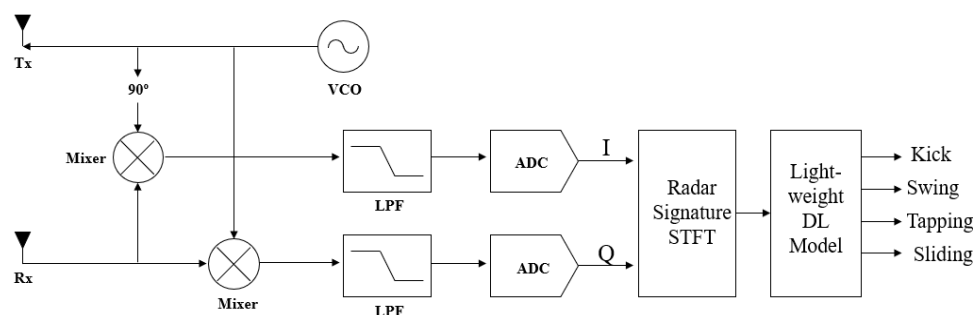 Tx
VCO
90°
Mixer
LPF
ADC
I
Rx
Mixer
LPF
ADC
Q
Radar
Signature
STFT
Light-
weight
DL
Model
Kick
Swing
Tapping
Sliding